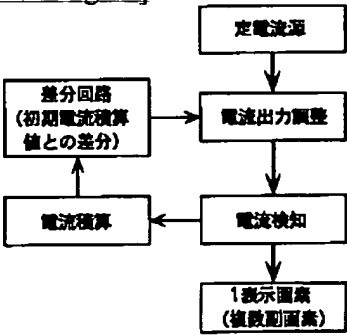 定電流源
差分回路
(初期電流積算
値との差分)
電流出力調整
電流積算
電流検知
1表示画素
(複数副画素)